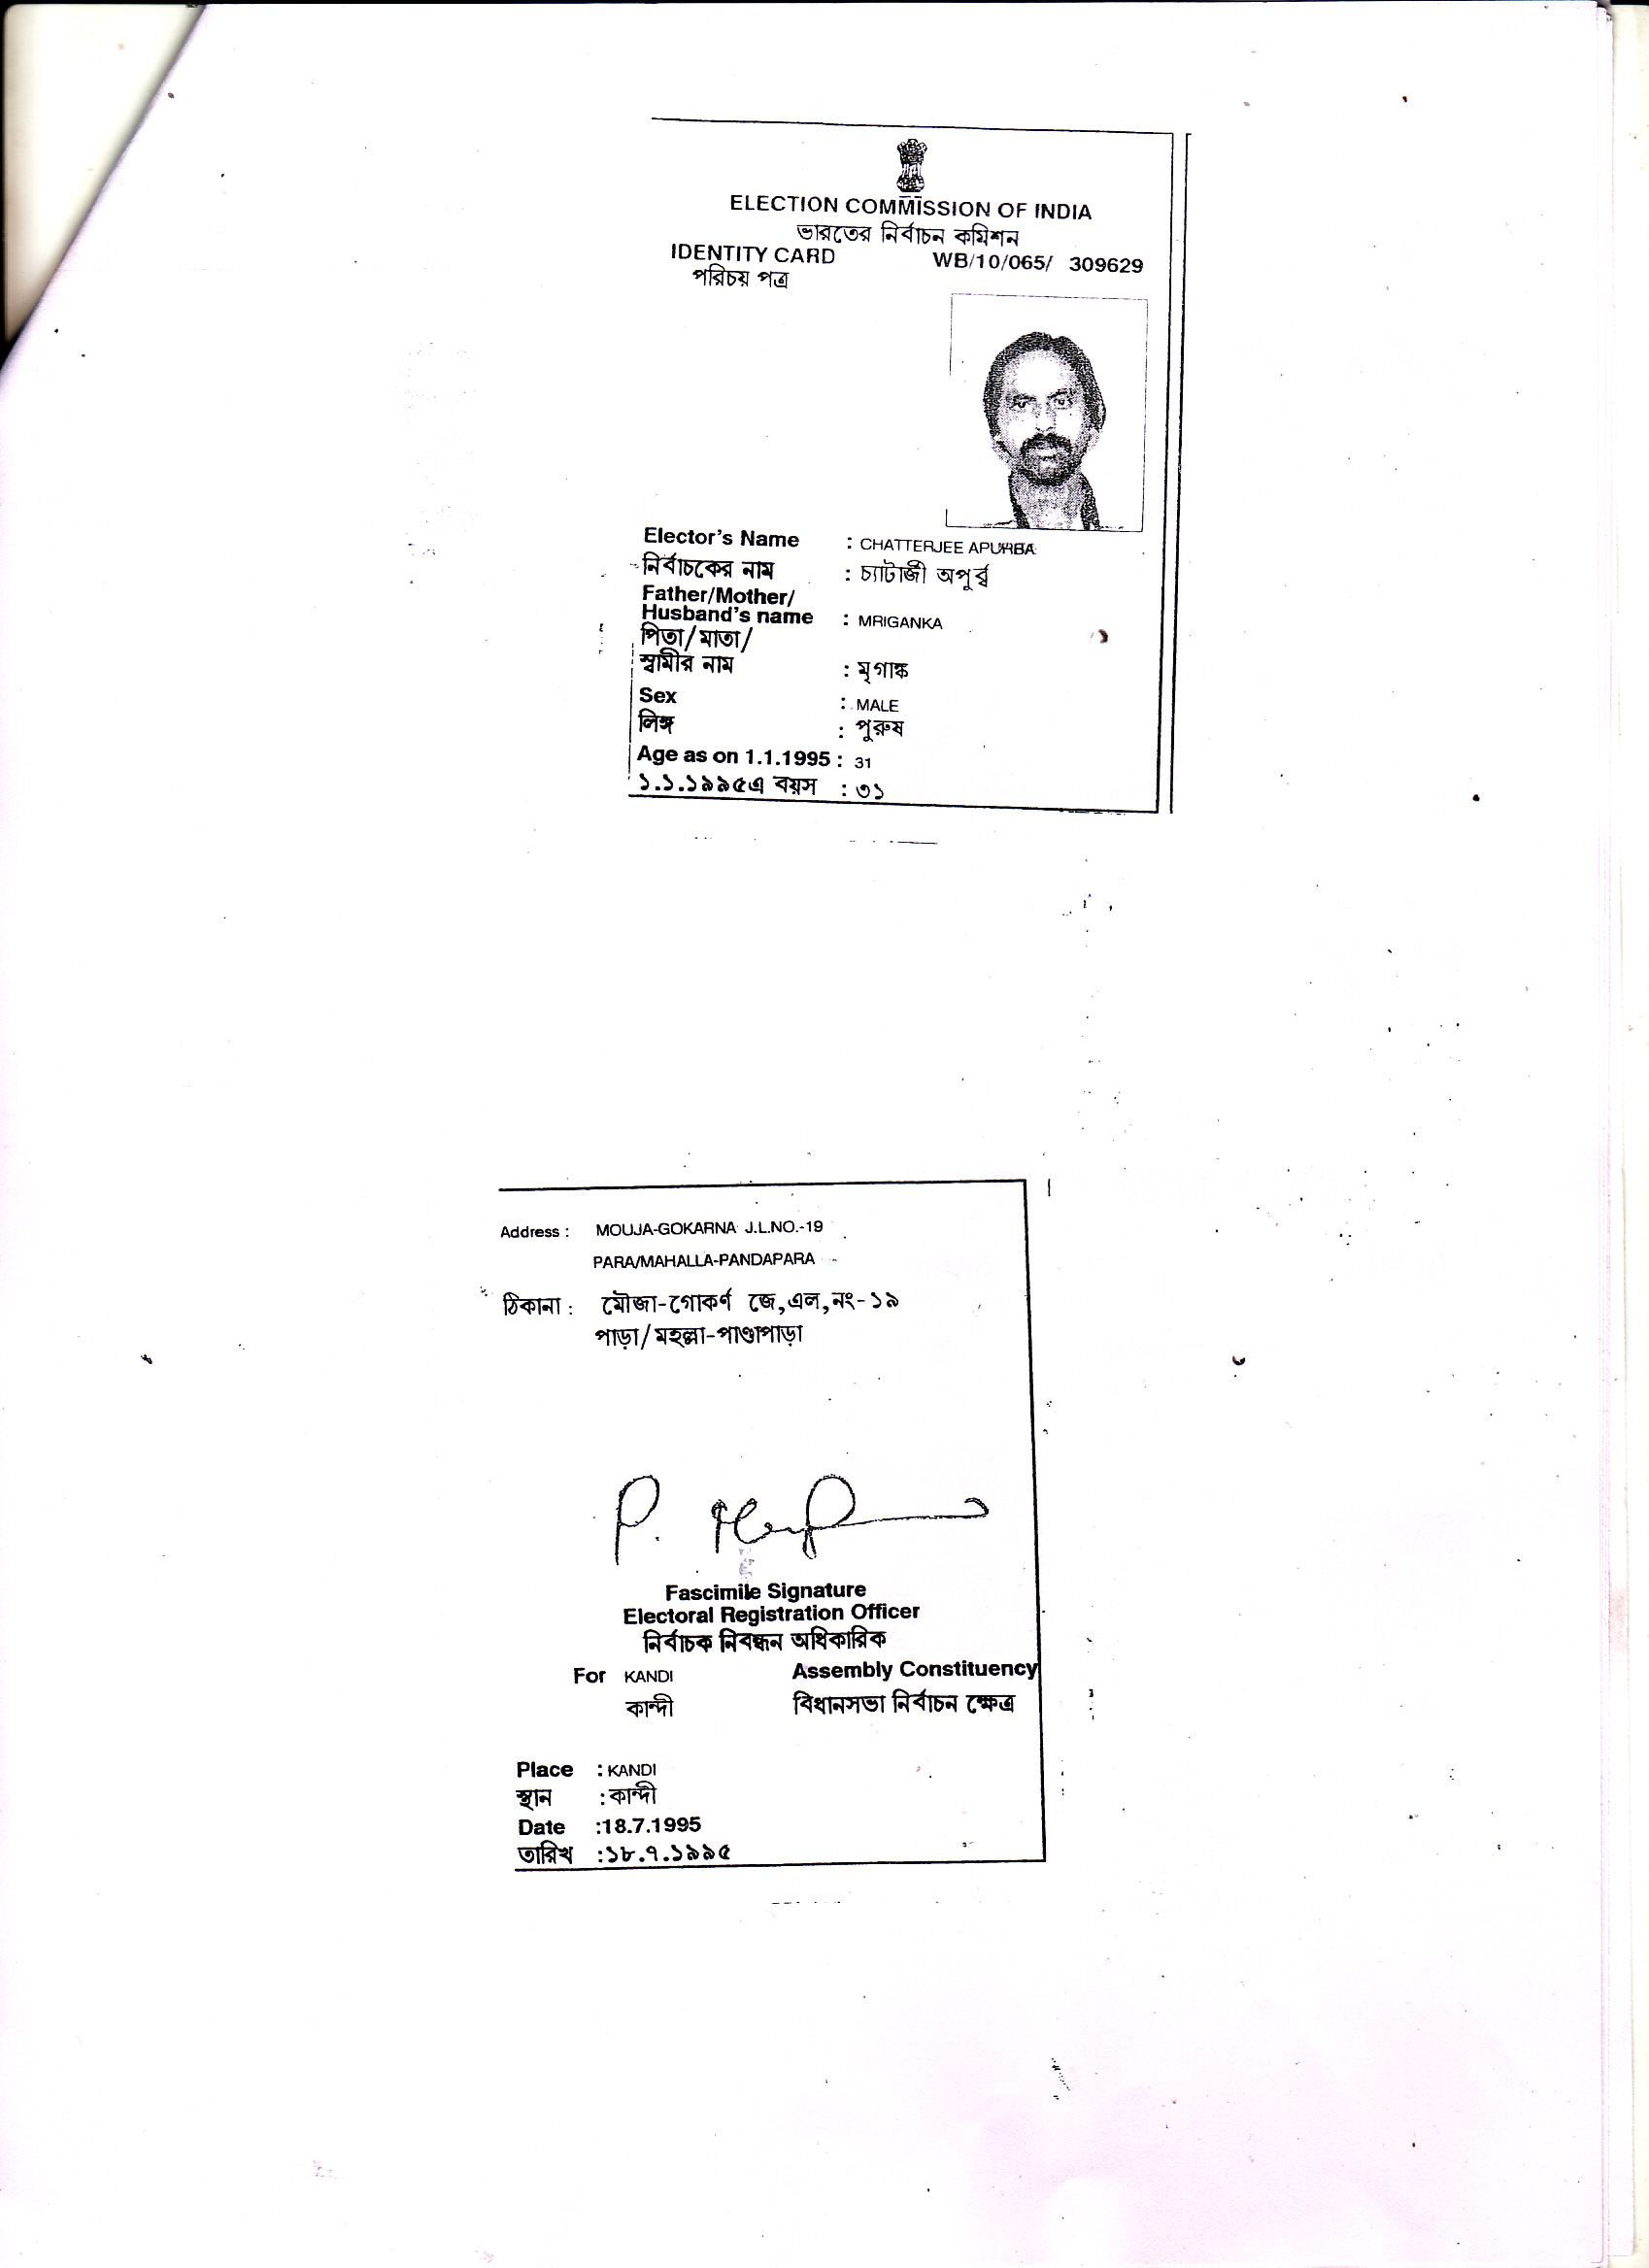 ELECTION COMMISSION OF INDIA
ভারতের নির্বাচন কমিশন
IDENTITY CARD WB/10/065/ 309629
পরিচয় পত্র
Elector's Name : CHATTERJEE APURBA
নির্বাচকের নাম : চ্যাটার্জী অপূর্ব্ব
Father/Mother/
Husband's name : MRIGANKA
পিতা/মাতা/
স্বামীর নাম : মৃগাঙ্ক
Sex : MALE
লিঙ্গ : পুরুষ
Age as on 1.1.1995 : 31
১.১.১৯৯৫এ বয়স : ৩১
Address : MOUJA-GOKARNA J.L.NO.-19
PARA/MAHALLA-PANDAPARA
ঠিকানা : মৌজা-গোকর্ণ জে,এল,নং-১৯
পাড়া/মহল্লা-পাণ্ডাপাড়া
P.
Fascimile Signature
Electoral Registration Officer
নির্বাচক নিবন্ধন অধিকারিক
For KANDI Assembly Constituency
কান্দী বিধানসভা নির্বাচন ক্ষেত্র
Place : KANDI
স্থান : কান্দী
Date :18.7.1995
তারিখ :১৮.৭.১৯৯৫